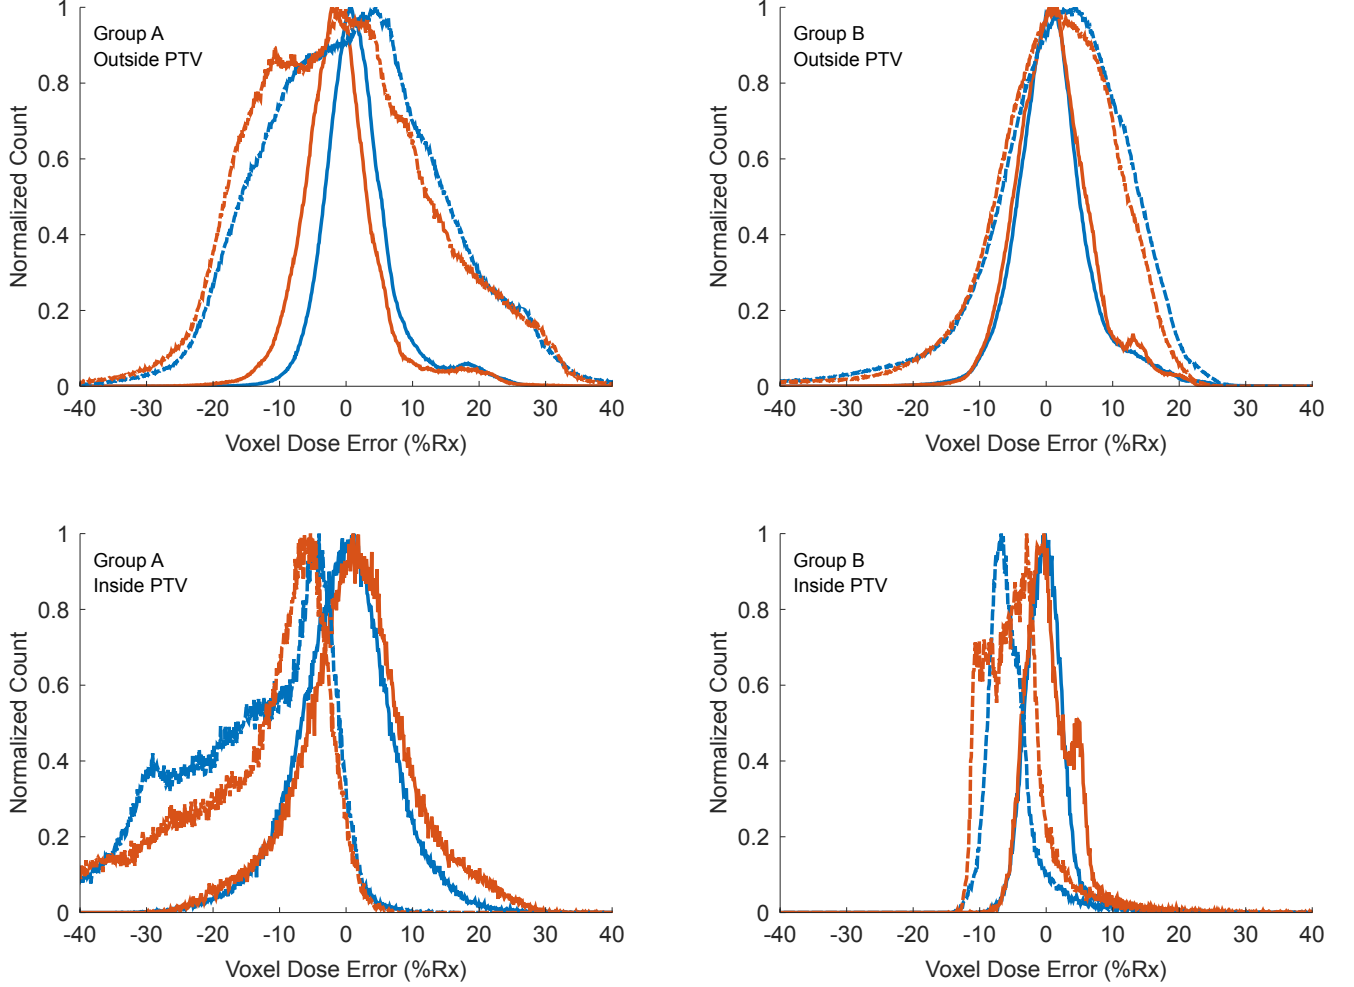 Group A
Outside PTV
Normalized Count
1
0.8
0.6
0.4
0.2
0
-40 -30 -20 -10 0 10 20 30 40
Voxel Dose Error (%Rx)
Group B
Outside PTV
Normalized Count
1
0.8
0.6
0.4
0.2
0
-40 -30 -20 -10 0 10 20 30 40
Voxel Dose Error (%Rx)
Group A
Inside PTV
Normalized Count
1
0.8
0.6
0.4
0.2
0
-40 -30 -20 -10 0 10 20 30 40
Voxel Dose Error (%Rx)
Group B
Inside PTV
Normalized Count
1
0.8
0.6
0.4
0.2
0
-40 -30 -20 -10 0 10 20 30 40
Voxel Dose Error (%Rx)